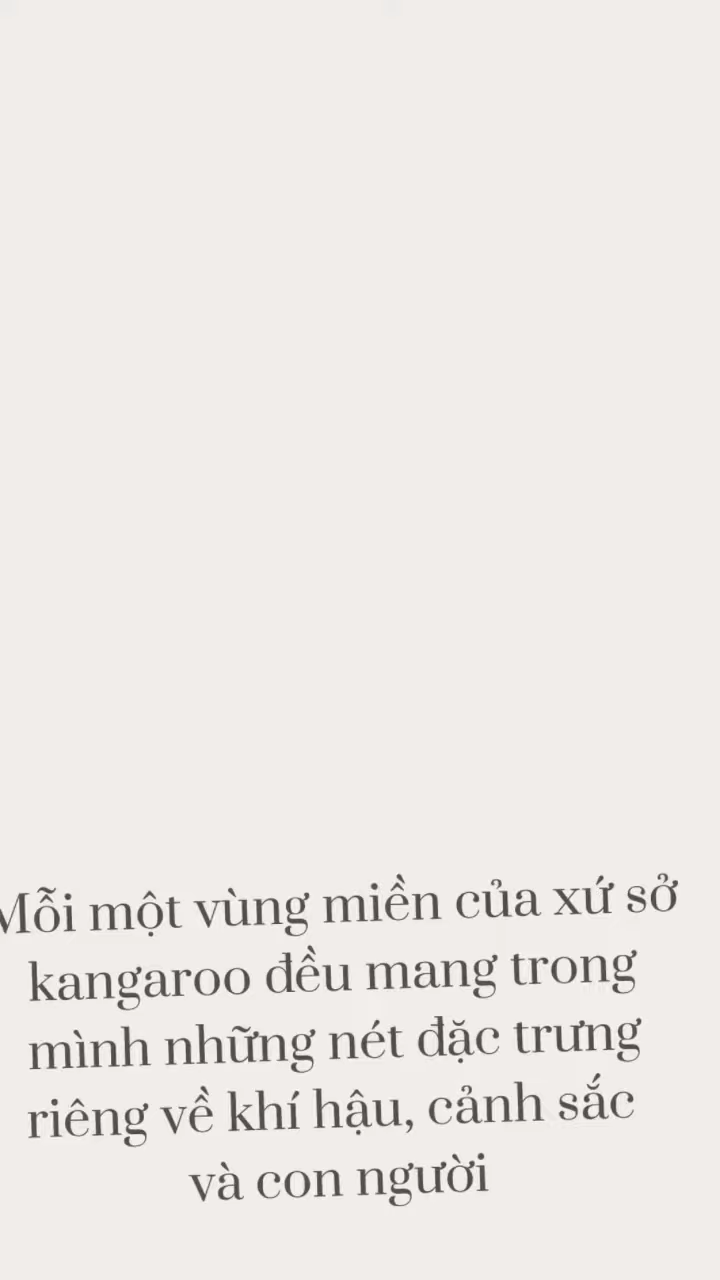 Mỗi một vùng miền của xứ sở
kangaroo đều mang trong
mình những nét đặc trưng
riêng về khí hậu, cảnh sắc
và con người